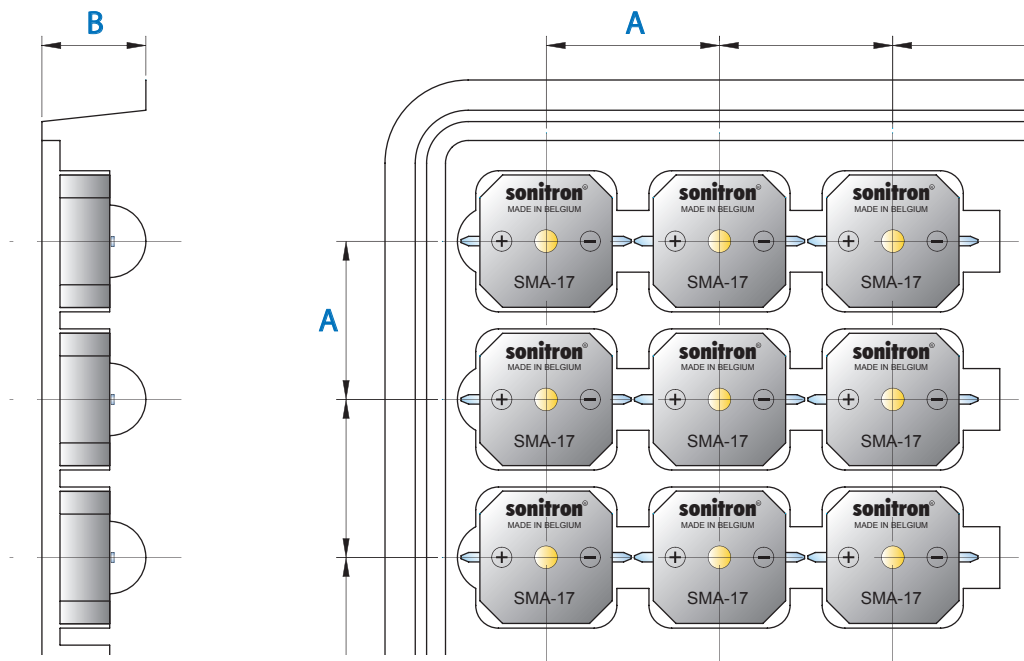 B
A
sonitron® sonitron® sonitron®
MADE IN BELGIUM MADE IN BELGIUM MADE IN BELGIUM
+ − + − + −
SMA-17 SMA-17 SMA-17
A
sonitron® sonitron® sonitron®
MADE IN BELGIUM MADE IN BELGIUM MADE IN BELGIUM
+ − + − + −
SMA-17 SMA-17 SMA-17
sonitron® sonitron® sonitron®
MADE IN BELGIUM MADE IN BELGIUM MADE IN BELGIUM
+ − + − + −
SMA-17 SMA-17 SMA-17